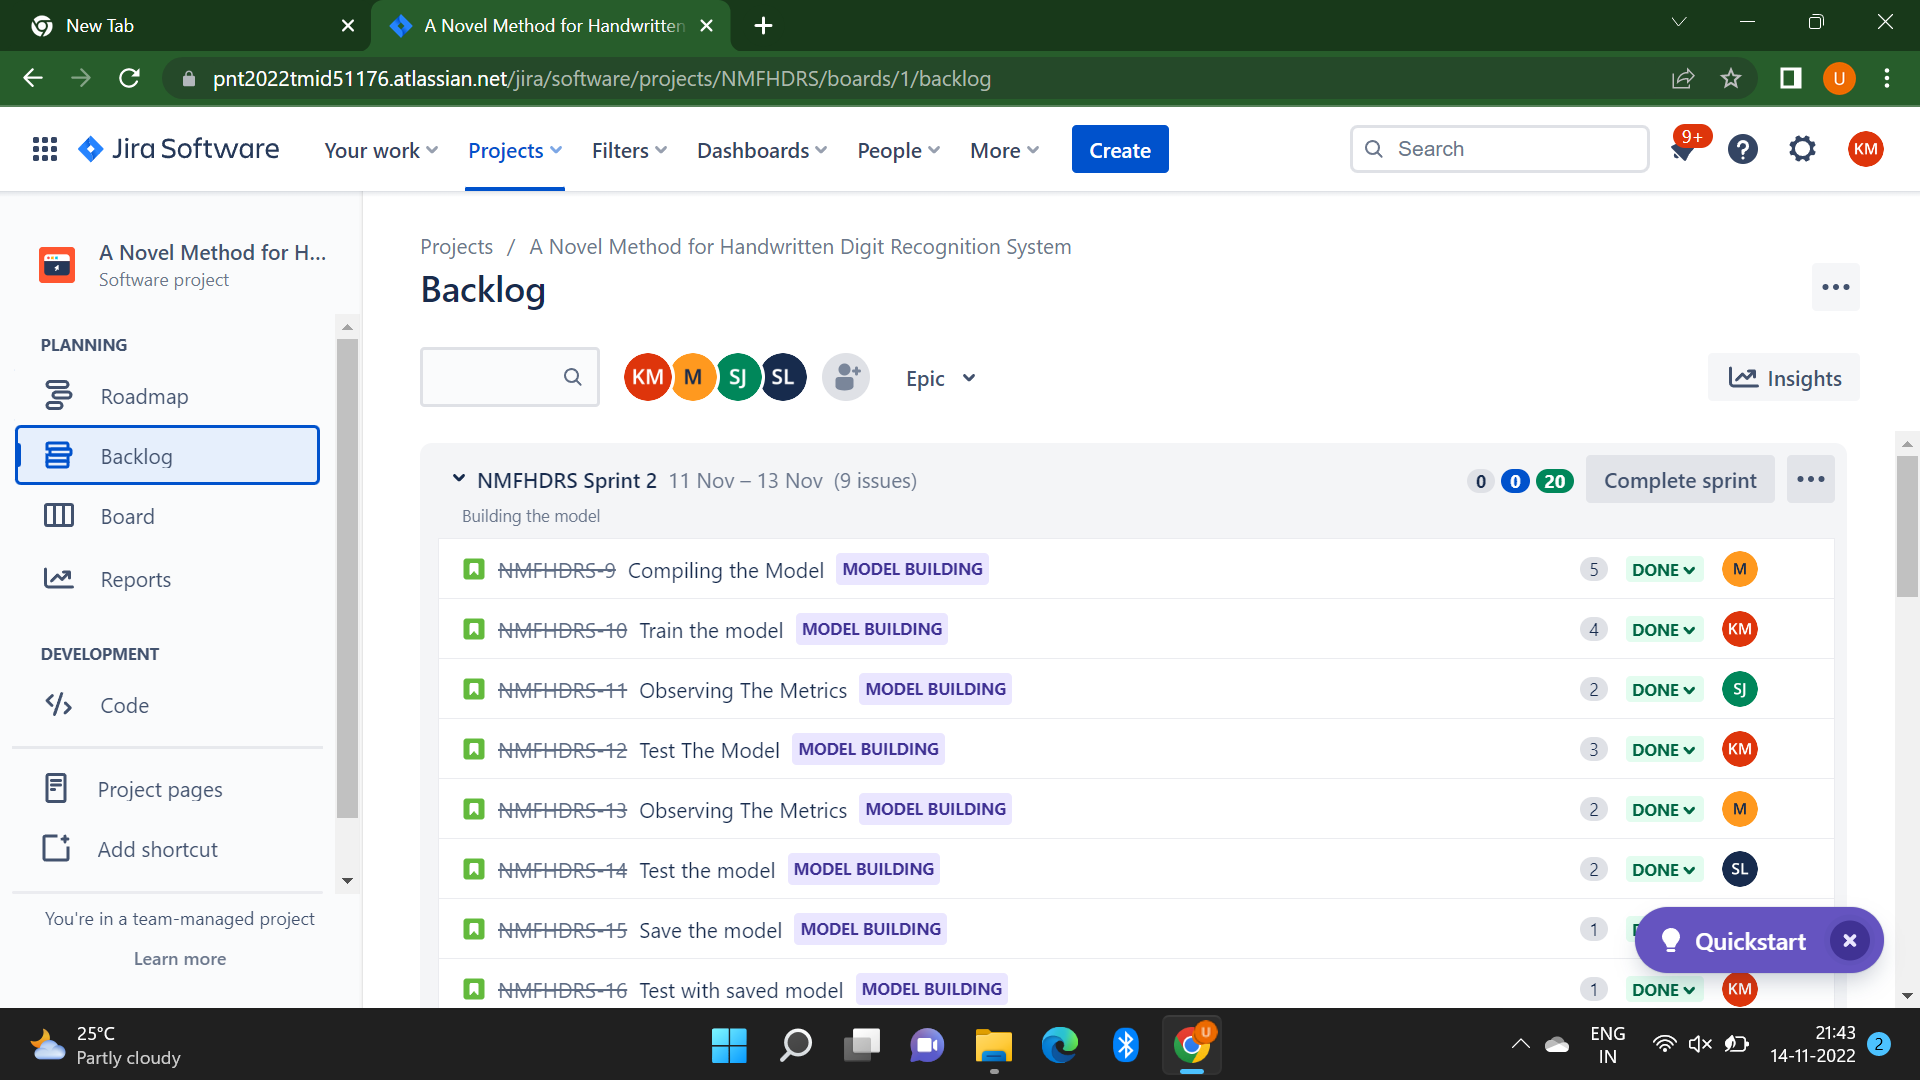 New Tab
A Novel Method for Handwritten
pnt2022tmid51176.atlassian.net/jira/software/projects/NMFHDRS/boards/1/backlog
U
Jira Software
Your work
Projects
Filters
Dashboards
People
More
Create
Search
9+
KM
A Novel Method for H...
Software project
PLANNING
Roadmap
Backlog
Board
Reports
DEVELOPMENT
Code
Project pages
Add shortcut
You're in a team-managed project
Learn more
Projects / A Novel Method for Handwritten Digit Recognition System
Backlog
KM M SJ SL
Epic
Insights
NMFHDRS Sprint 2 11 Nov – 13 Nov (9 issues)
0 0 20 Complete sprint
Building the model
NMFHDRS-9 Compiling the Model MODEL BUILDING 5 DONE M
NMFHDRS-10 Train the model MODEL BUILDING 4 DONE KM
NMFHDRS-11 Observing The Metrics MODEL BUILDING 2 DONE SJ
NMFHDRS-12 Test The Model MODEL BUILDING 3 DONE KM
NMFHDRS-13 Observing The Metrics MODEL BUILDING 2 DONE M
NMFHDRS-14 Test the model MODEL BUILDING 2 DONE SL
NMFHDRS-15 Save the model MODEL BUILDING 1
Quickstart
NMFHDRS-16 Test with saved model MODEL BUILDING 1 DONE KM
25°C
Partly cloudy
U
ENG
IN
21:43
14-11-2022
2